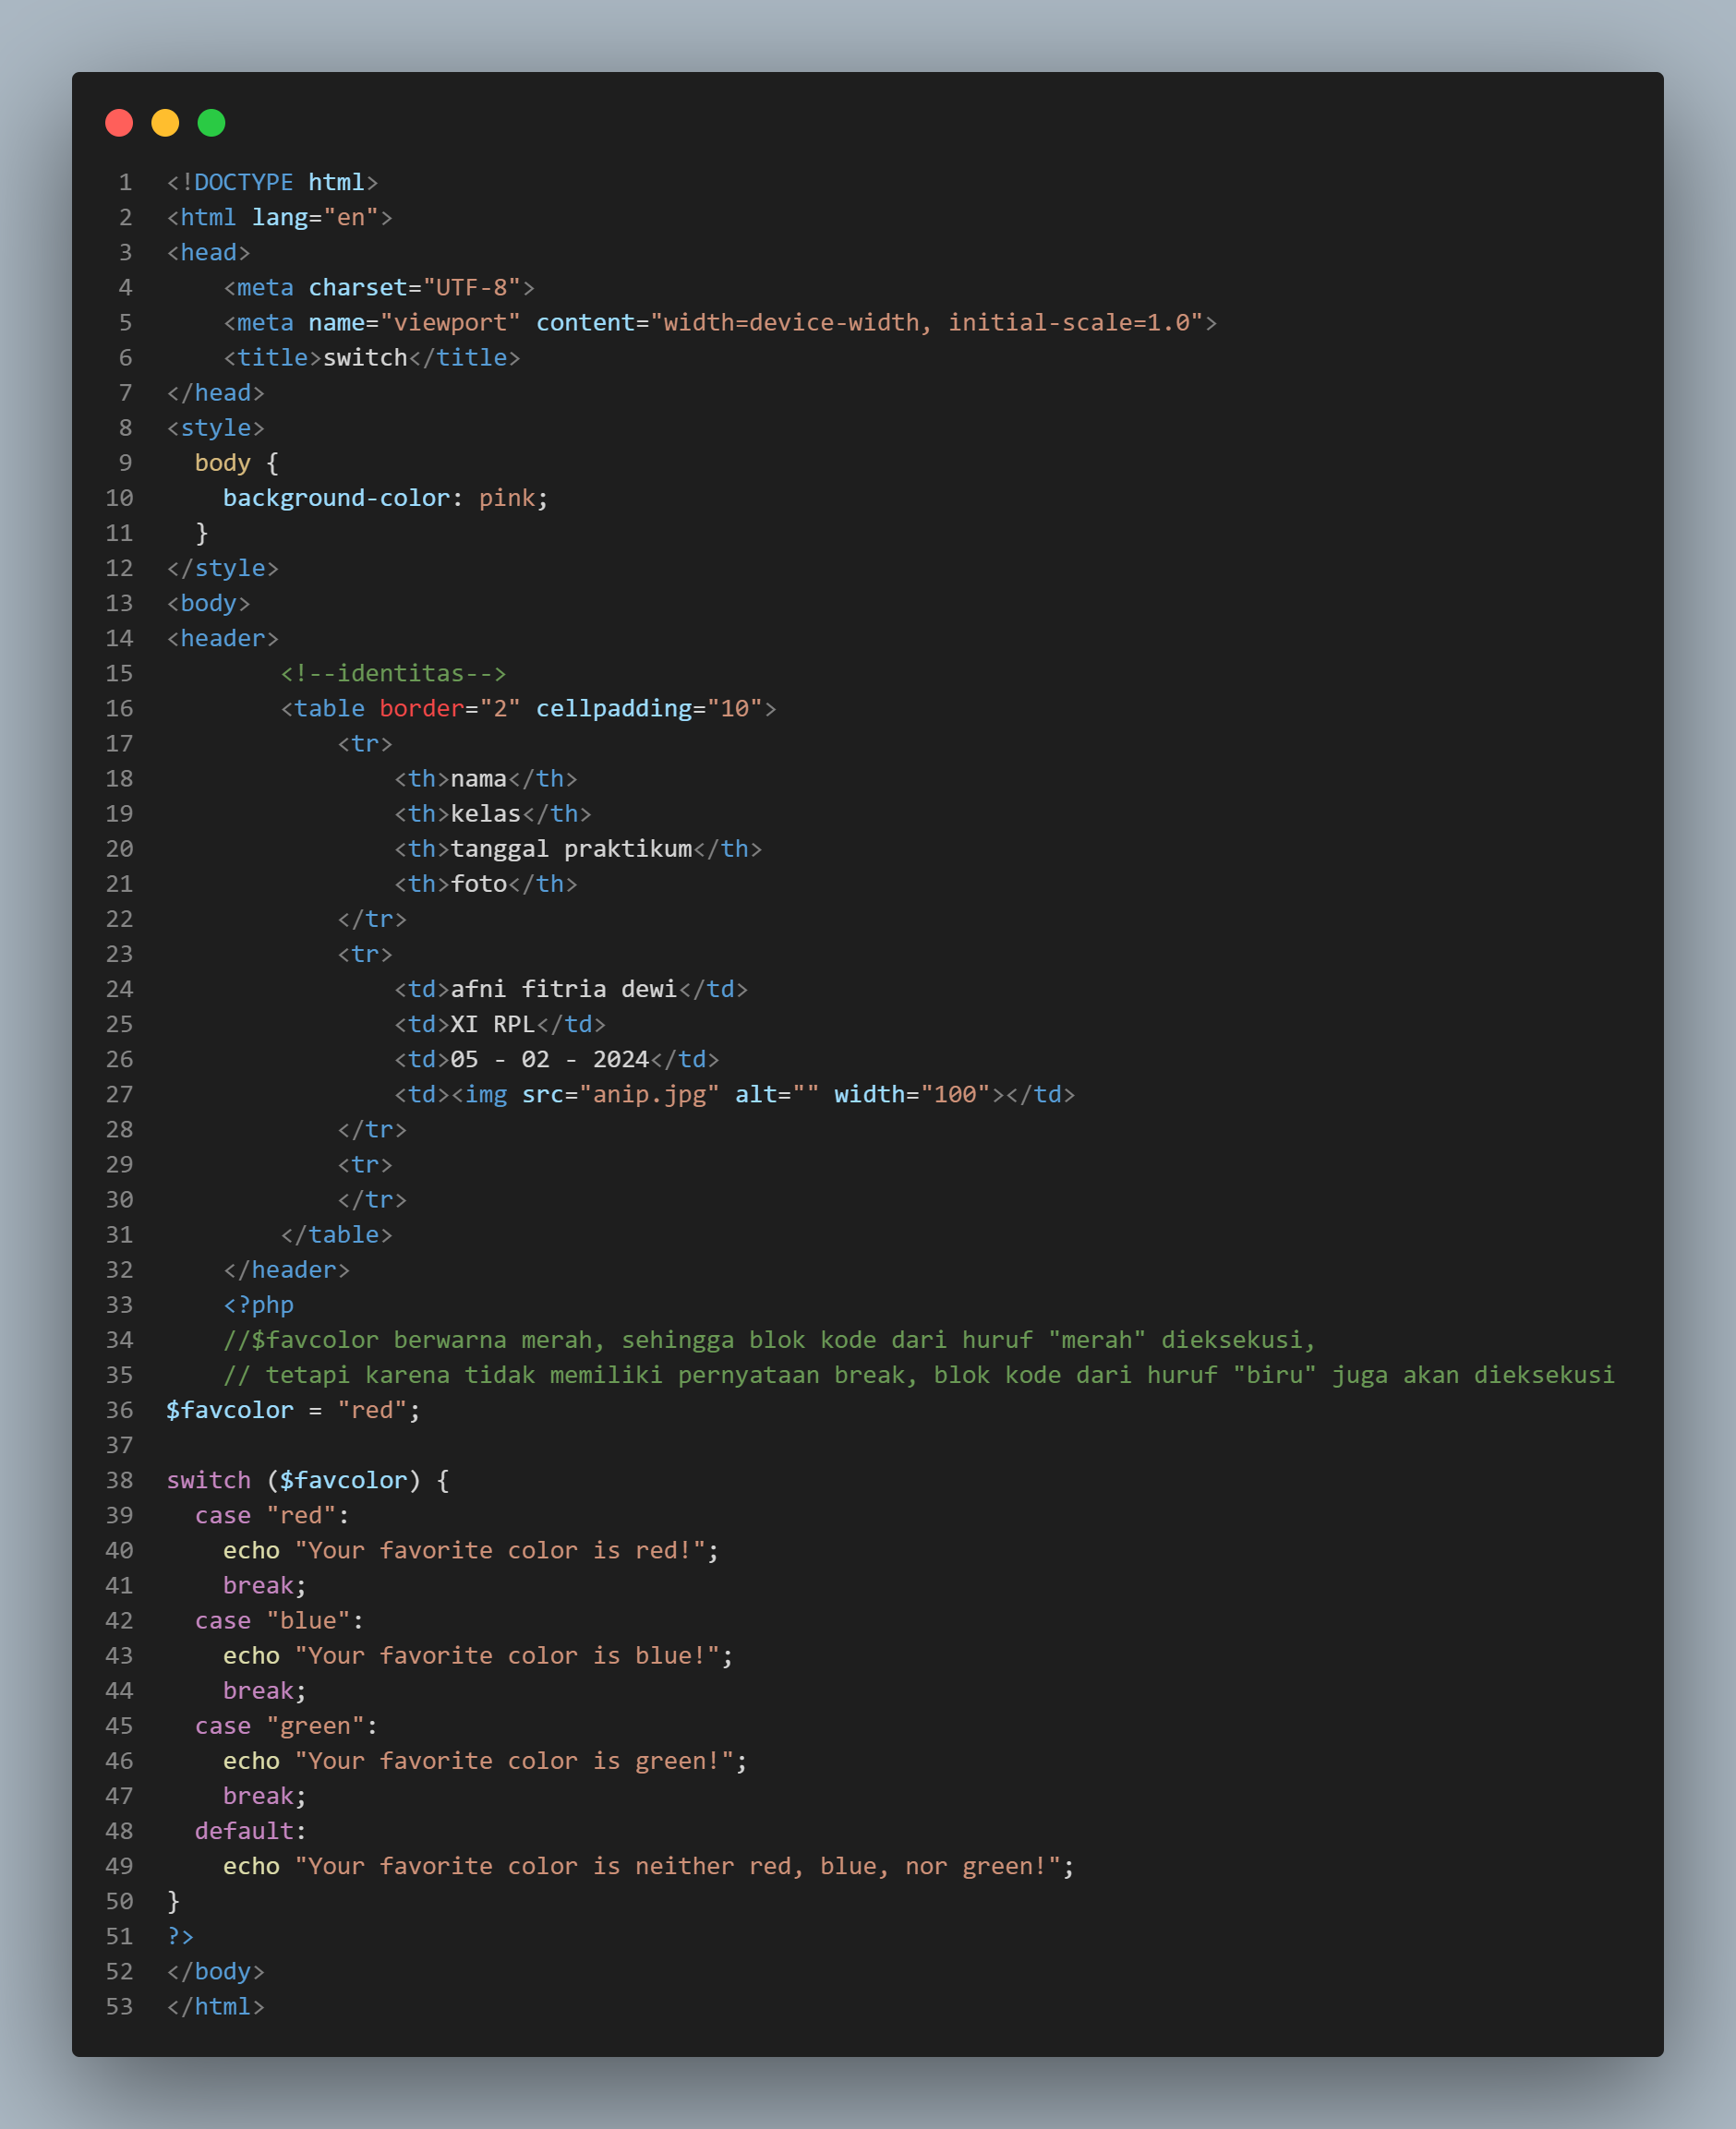 1 <!DOCTYPE html>
2 <html lang="en">
3 <head>
4     <meta charset="UTF-8">
5     <meta name="viewport" content="width=device-width, initial-scale=1.0">
6     <title>switch</title>
7 </head>
8 <style>
9   body {
10     background-color: pink;
11   }
12 </style>
13 <body>
14 <header>
15         <!--identitas-->
16         <table border="2" cellpadding="10">
17             <tr>
18                 <th>nama</th>
19                 <th>kelas</th>
20                 <th>tanggal praktikum</th>
21                 <th>foto</th>
22             </tr>
23             <tr>
24                 <td>afni fitria dewi</td>
25                 <td>XI RPL</td>
26                 <td>05 - 02 - 2024</td>
27                 <td><img src="anip.jpg" alt="" width="100"></td>
28             </tr>
29             <tr>
30             </tr>
31         </table>
32     </header>
33     <?php
34     //$favcolor berwarna merah, sehingga blok kode dari huruf "merah" dieksekusi,
35     // tetapi karena tidak memiliki pernyataan break, blok kode dari huruf "biru" juga akan dieksekusi
36 $favcolor = "red";
37
38 switch ($favcolor) {
39   case "red":
40     echo "Your favorite color is red!";
41     break;
42   case "blue":
43     echo "Your favorite color is blue!";
44     break;
45   case "green":
46     echo "Your favorite color is green!";
47     break;
48   default:
49     echo "Your favorite color is neither red, blue, nor green!";
50 }
51 ?>
52 </body>
53 </html>